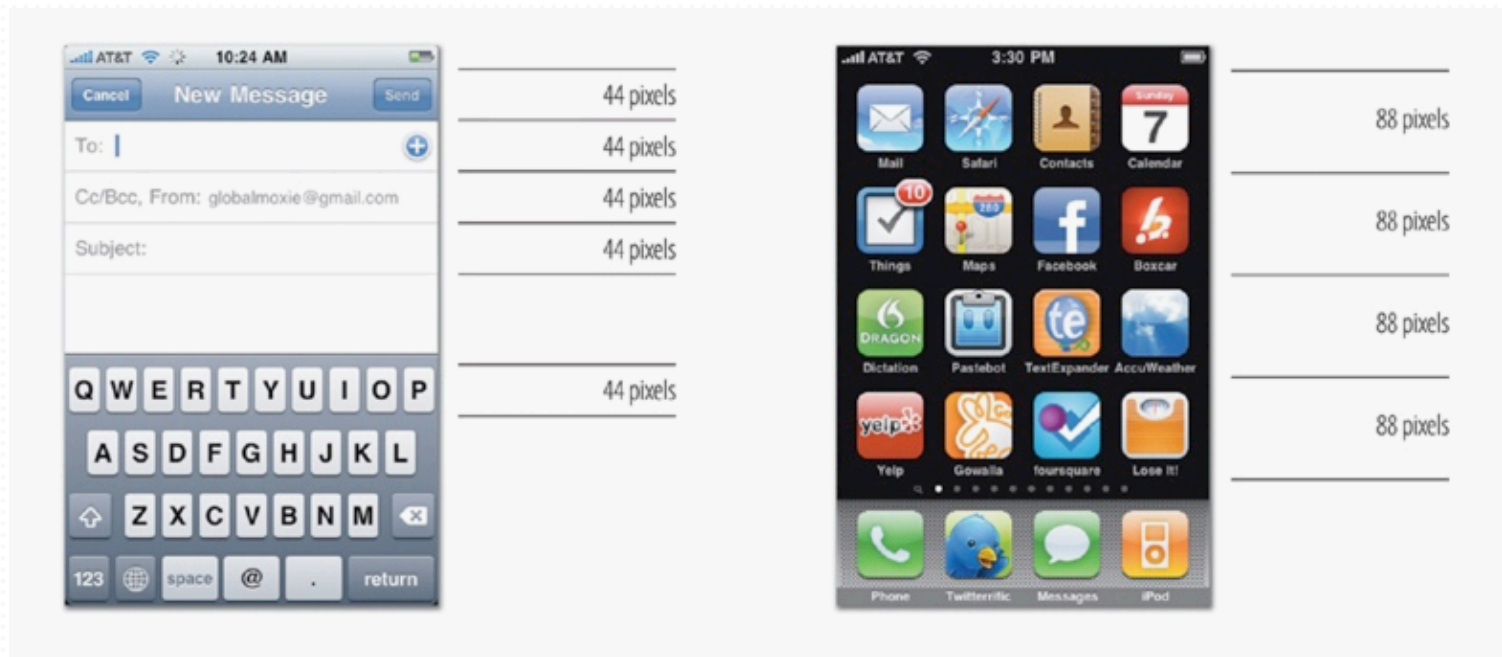 AT&T 10:24 AM
Cancel New Message Send
44 pixels
To:
44 pixels
Cc/Bcc, From: globalmoxie@gmail.com
44 pixels
Subject:
44 pixels
Q W E R T Y U I O P
44 pixels
A S D F G H J K L
Z X C V B N M
123 space @ . return
AT&T 3:30 PM
Sunday
7
88 pixels
Mail Safari Contacts Calendar
10
280
88 pixels
Things Maps Facebook Boxcar
DRAGON
te
88 pixels
Dictation Pastebot TextExpander AccuWeather
yelp
88 pixels
Yelp Gowalla foursquare Lose It!
Phone Twitterrific Messages iPod